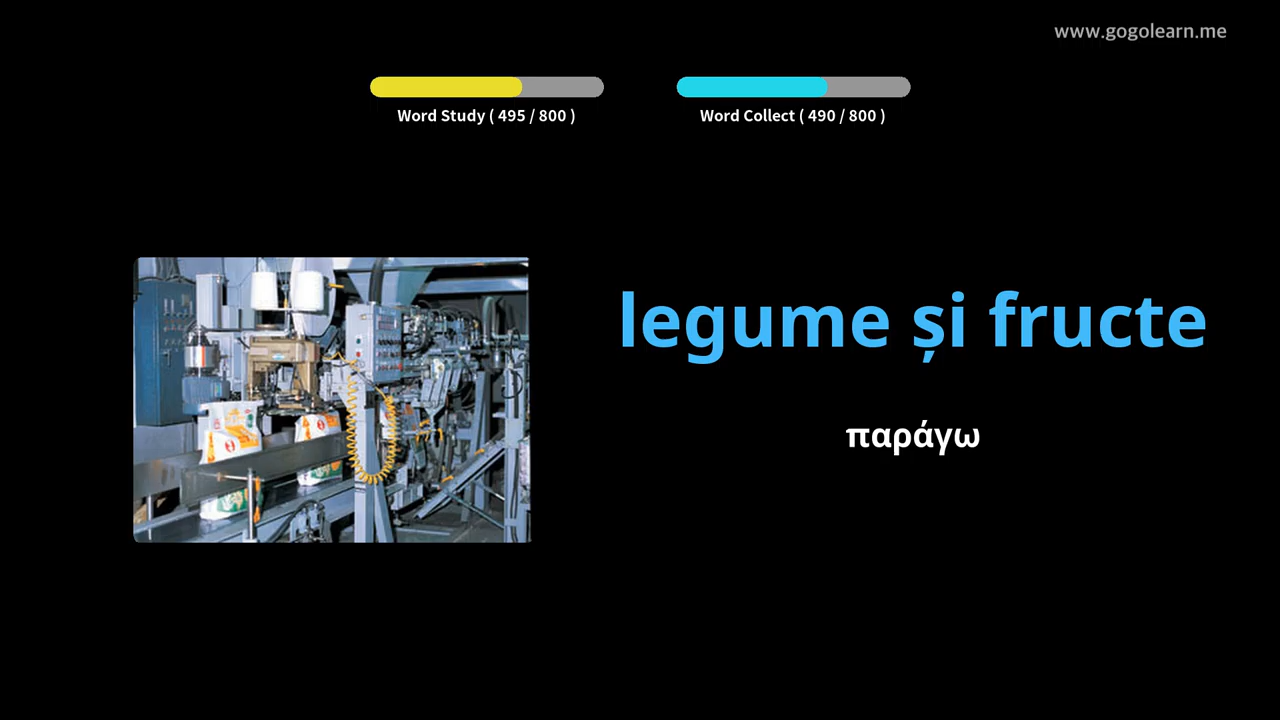 www.gogolearn.me
Word Study ( 495 / 800 )
Word Collect ( 490 / 800 )
legume și fructe
παράγω